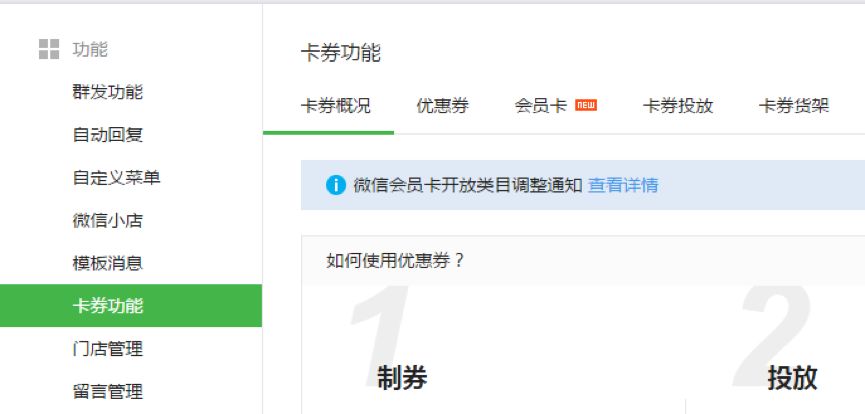 功能
群发功能
自动回复
自定义菜单
微信小店
模板消息
卡券功能
门店管理
留言管理
卡券功能
卡券概况 优惠券 会员卡 NEW 卡券投放 卡券货架
微信会员卡开放类目调整通知 查看详情
如何使用优惠券？
1 制券
2 投放